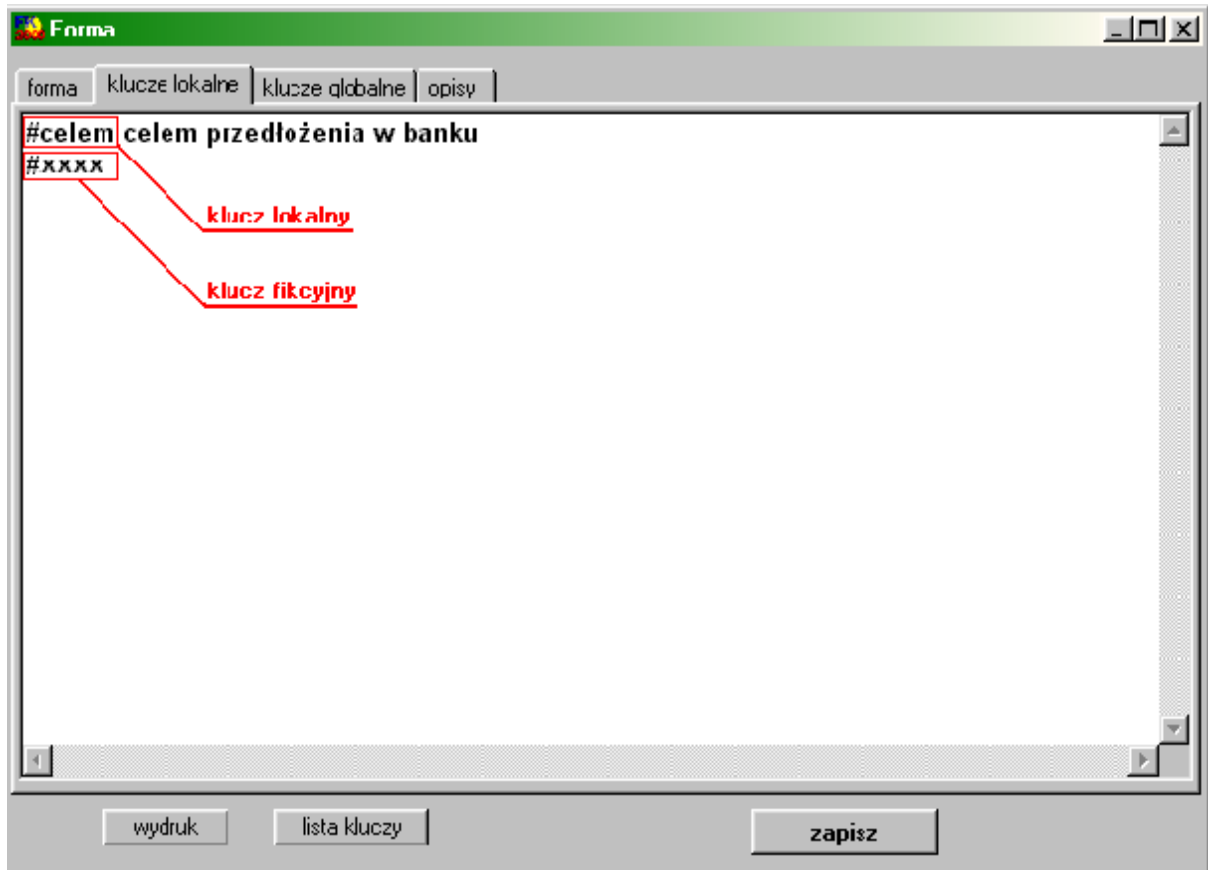 Forma
forma klucze lokalne klucze globalne opisy
#celem celem przedłożenia w banku
#xxxx
klucz lokalny
klucz fikcyjny
wydruk lista kluczy zapisz